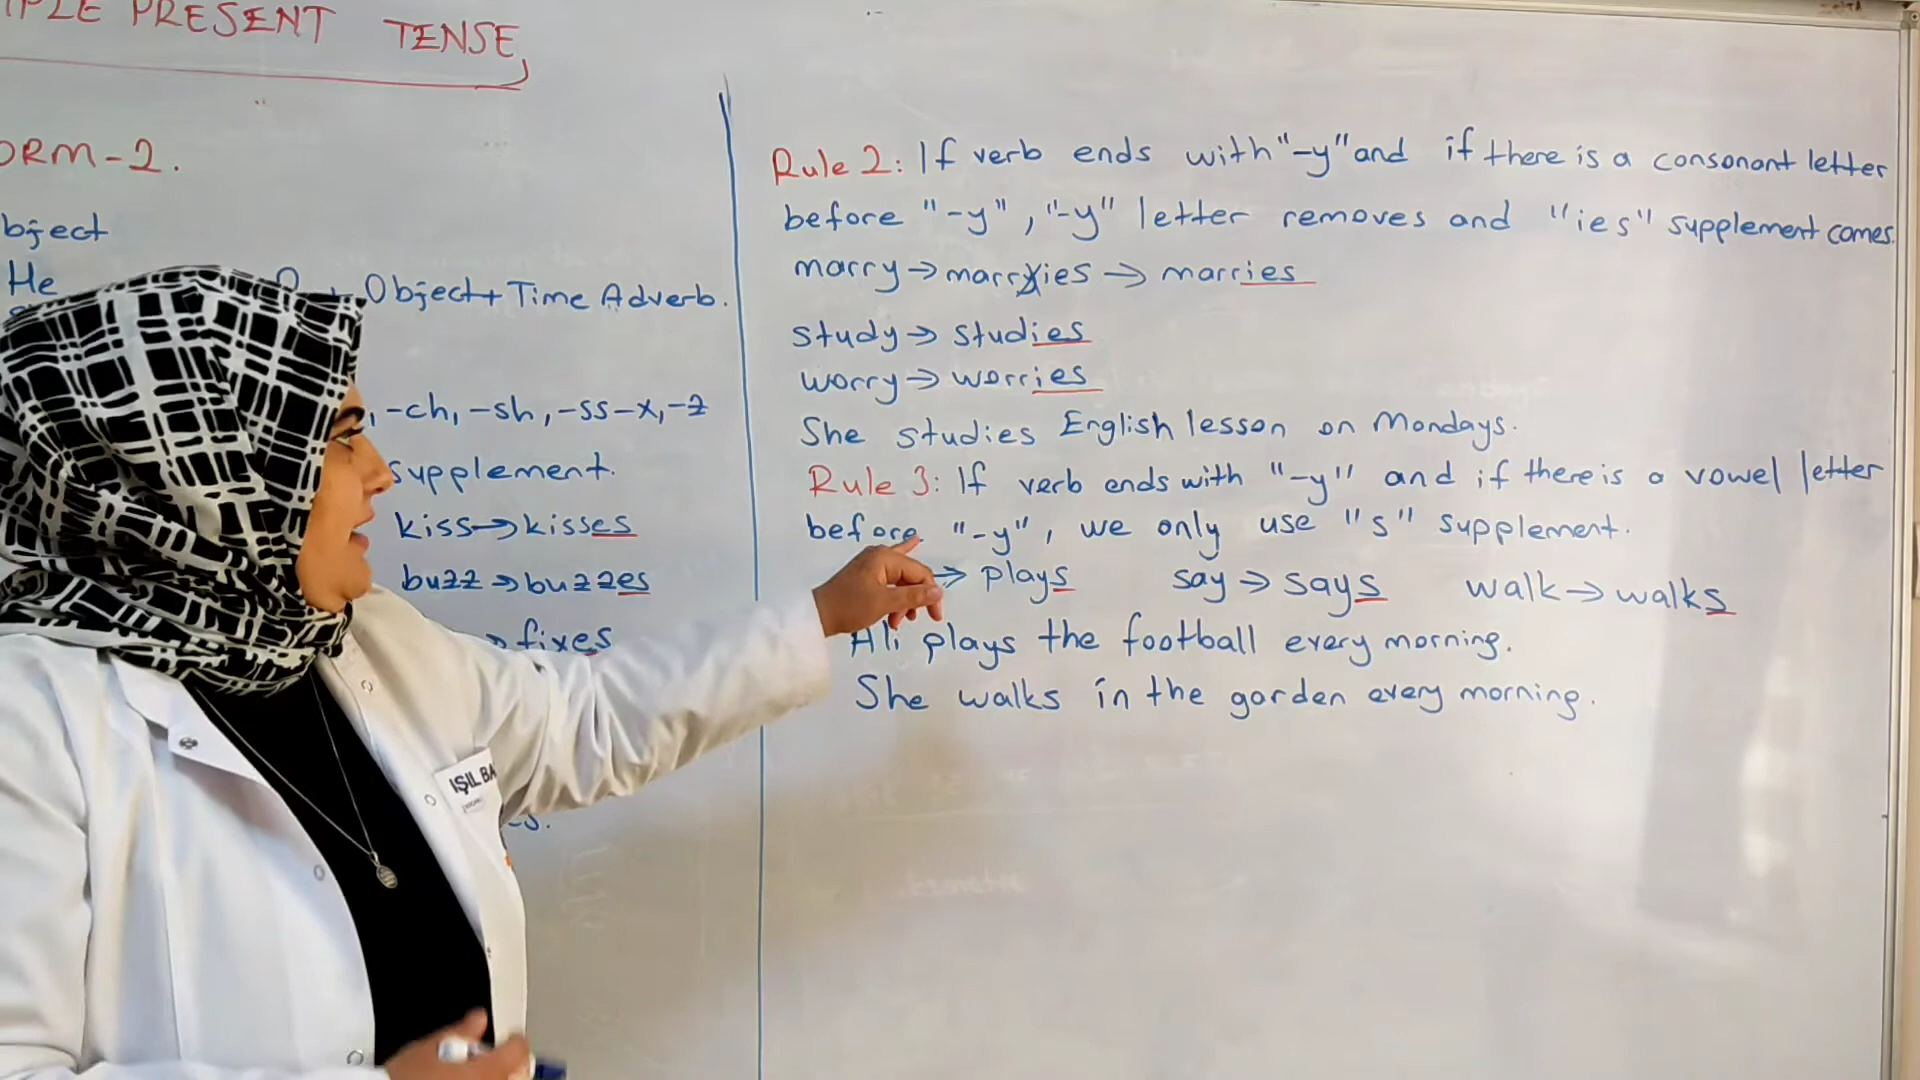 PRESENT TENSE
bject
He
Object + Time Adverb.
-ch, -sh, -ss -x, -z
supplement.
kiss → kisses
buzz → buzzes
→ fixes
Rule 2: If verb ends with "-y" and if there is a consonant letter
before "-y", "-y" letter removes and "ies" supplement comes.
marry → marryies → marries
study → studies
worry → worries
She studies English lesson on Mondays.
Rule 3: If verb ends with "-y" and if there is a vowel letter
before "-y", we only use "s" supplement.
→ plays say → says walk → walks
Ali plays the football every morning.
She walks in the garden every morning.
IŞIL BA